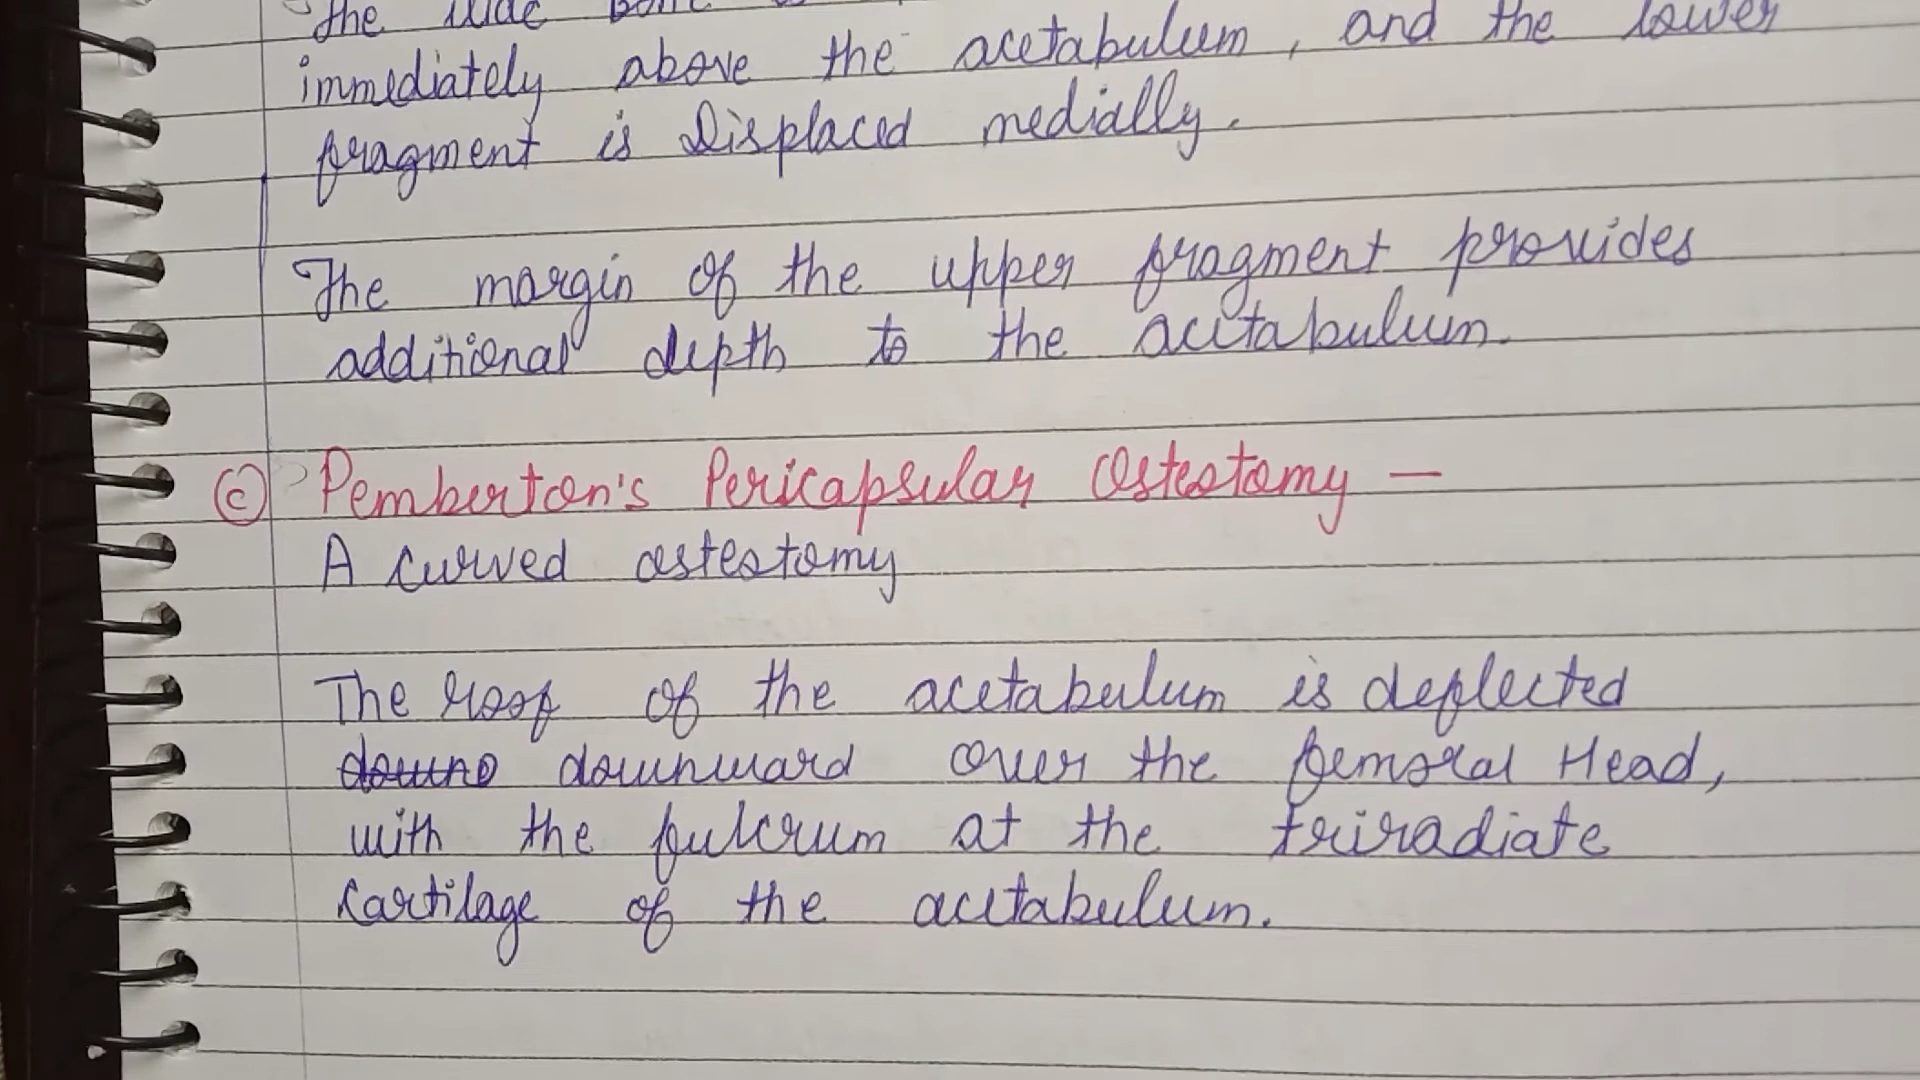 the iliac
immediately above the acetabulum, and the lower
fragment is Displaced medially.
The margin of the upper fragment provides
additional depth to the acetabulum.
(c) Pemberton's Pericapsular Osteotomy —
A curved osteotomy
The roof of the acetabulum is deflected
downward over the femoral Head,
with the fulcrum at the triradiate
Cartilage of the acetabulum.